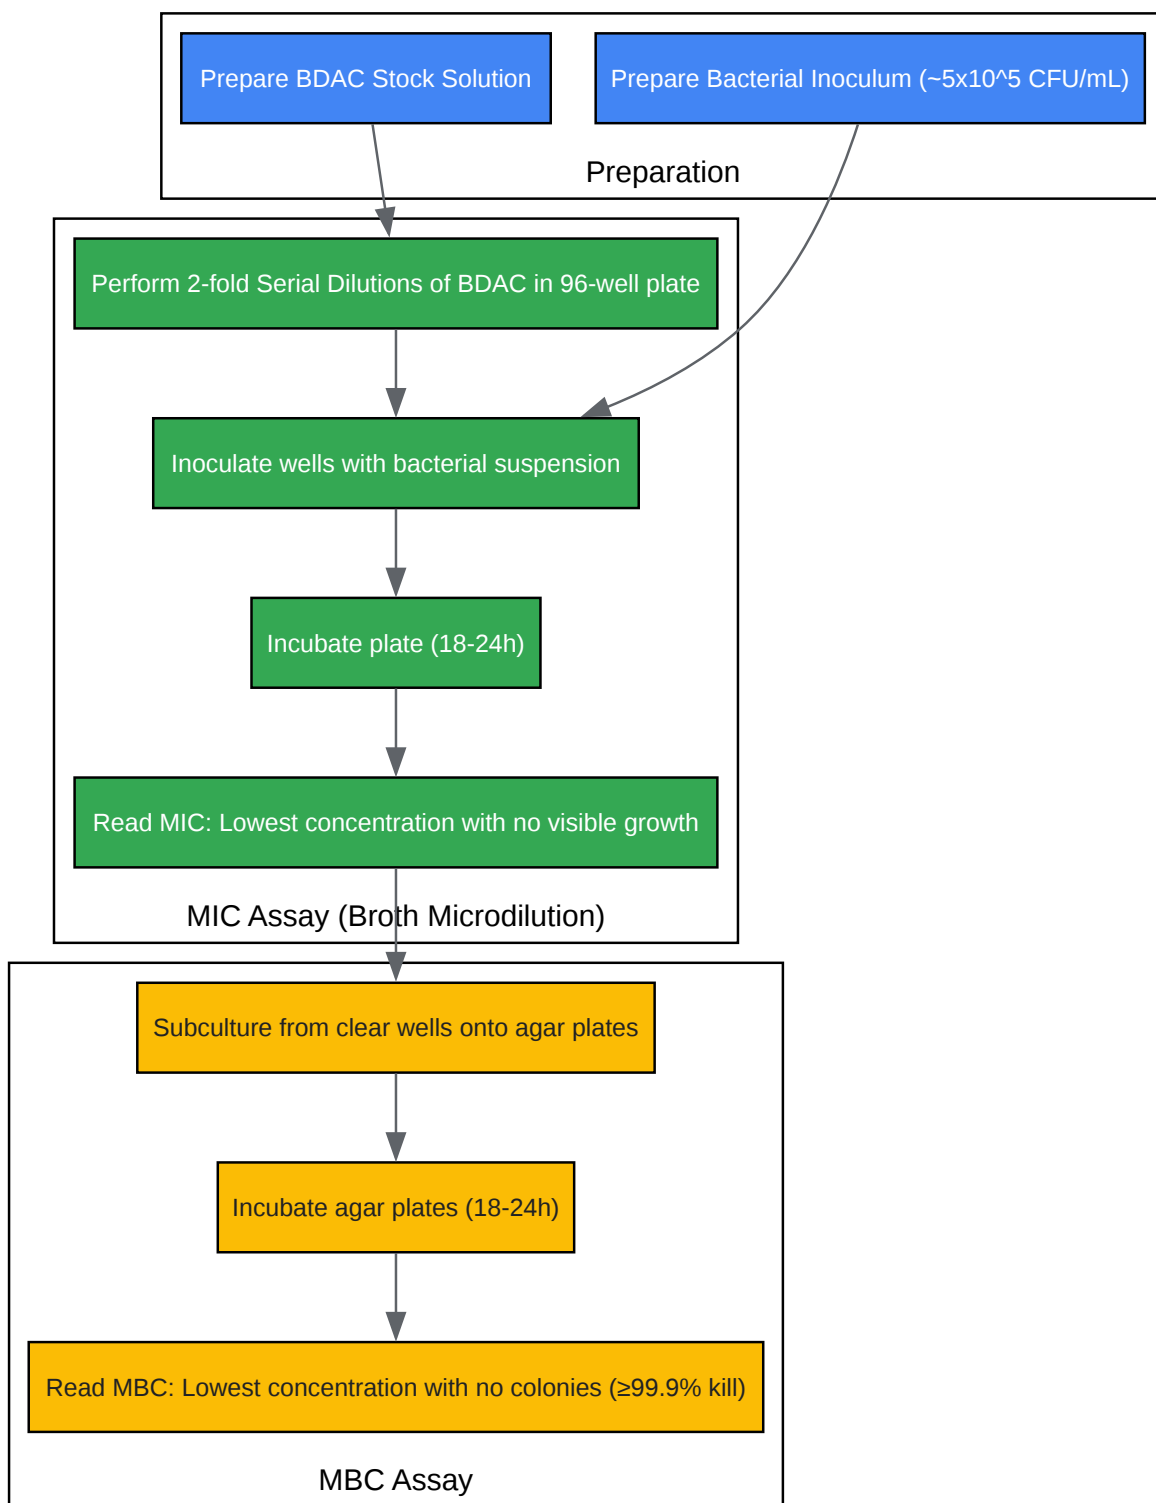 Prepare BDAC Stock Solution
Prepare Bacterial Inoculum (~5x10^5 CFU/mL)
Preparation
Perform 2-fold Serial Dilutions of BDAC in 96-well plate
Inoculate wells with bacterial suspension
Incubate plate (18-24h)
Read MIC: Lowest concentration with no visible growth
MIC Assay (Broth Microdilution)
Subculture from clear wells onto agar plates
Incubate agar plates (18-24h)
Read MBC: Lowest concentration with no colonies (≥99.9% kill)
MBC Assay